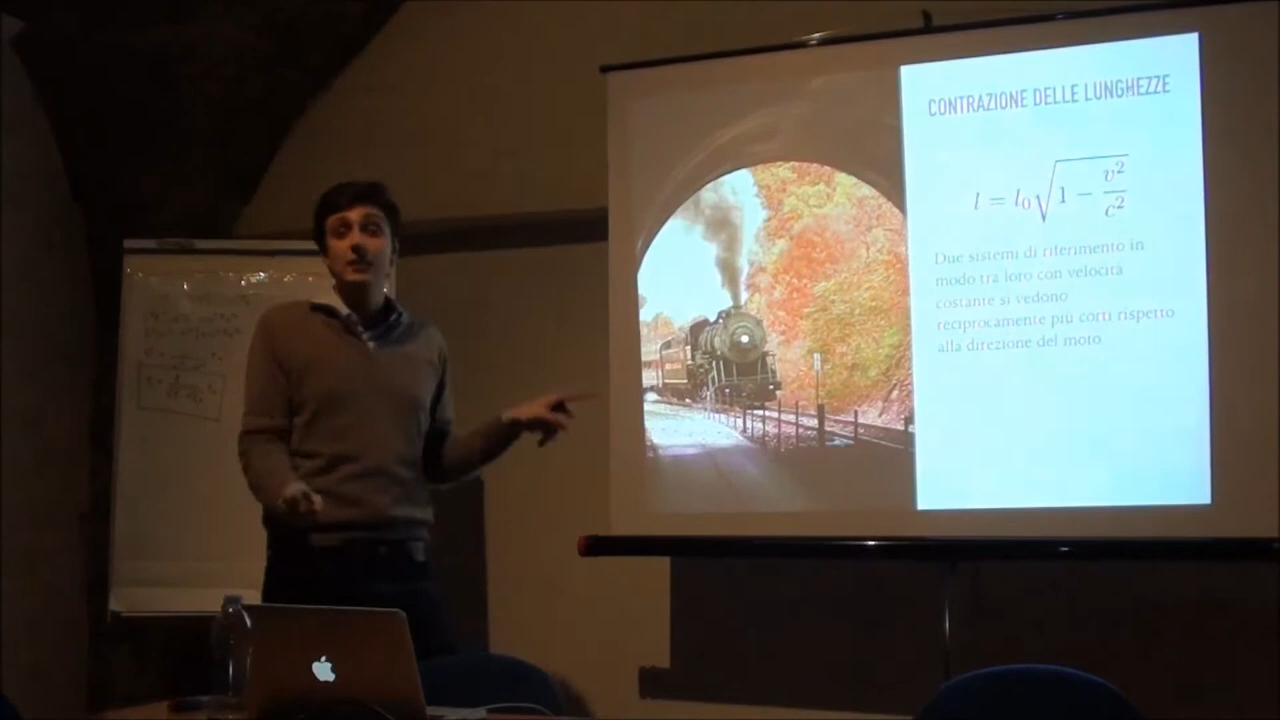 CONTRAZIONE DELLE LUNGHEZZE
l = l₀√(1 − v²/c²)
Due sistemi di riferimento in
modo tra loro con velocità
costante si vedono
reciprocamente più corti rispetto
alla direzione del moto